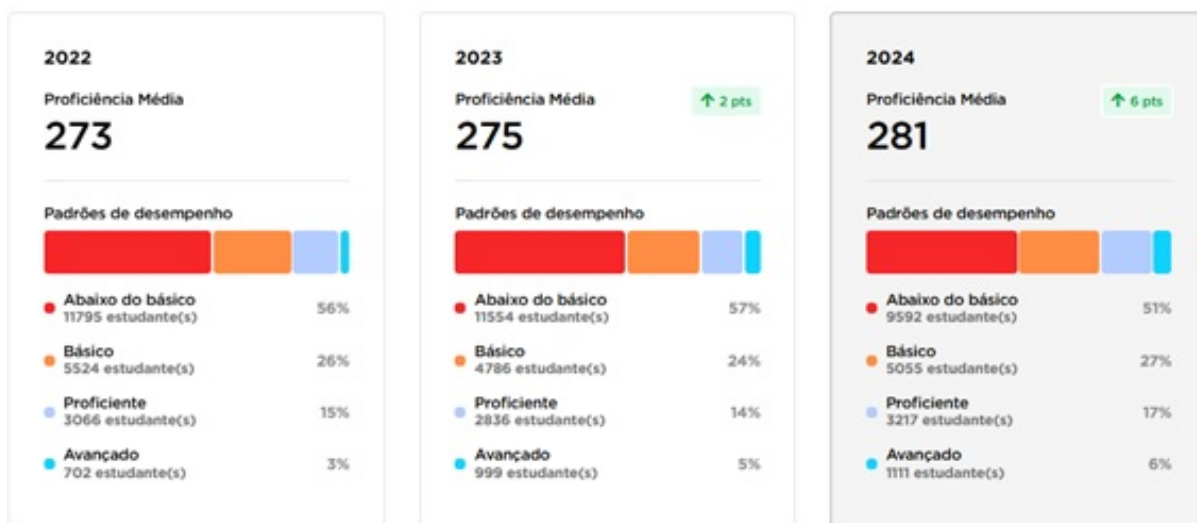 2022
Proficiência Média
273
Padrões de desempenho
Abaixo do básico
11795 estudante(s)
56%
Básico
5524 estudante(s)
26%
Proficiente
3066 estudante(s)
15%
Avançado
702 estudante(s)
3%
2023
Proficiência Média
↑ 2 pts
275
Padrões de desempenho
Abaixo do básico
11554 estudante(s)
57%
Básico
4786 estudante(s)
24%
Proficiente
2836 estudante(s)
14%
Avançado
999 estudante(s)
5%
2024
Proficiência Média
↑ 6 pts
281
Padrões de desempenho
Abaixo do básico
9592 estudante(s)
51%
Básico
5055 estudante(s)
27%
Proficiente
3217 estudante(s)
17%
Avançado
1111 estudante(s)
6%